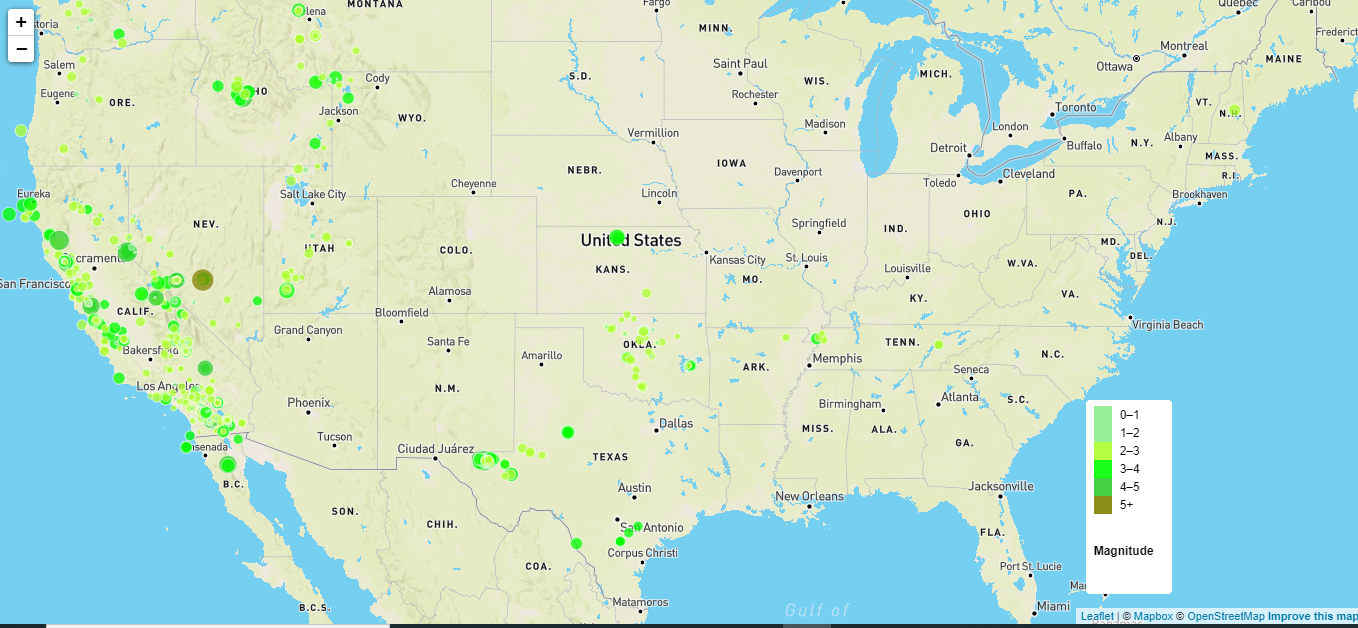 +
−
MONTANA
Fargo
Québec
Caribou
MINN.
Salem
Saint Paul
Ottawa
Montreal
MAINE
Eugene
ORE.
Cody
S.D.
WIS.
MICH.
Jackson
Rochester
VT.
WYO.
Madison
Toronto
N.H.
Vermillion
London
Albany
Detroit
Buffalo
N.Y.
MASS.
IOWA
NEBR.
Davenport
Toledo
Cleveland
R.I.
Eureka
Salt Lake City
Cheyenne
Lincoln
PA.
Brookhaven
NEV.
Springfield
OHIO
N.J.
United States
IND.
UTAH
COLO.
Kansas City
St. Louis
MD.
DEL.
KANS.
MO.
Louisville
W.VA.
San Francisco
Alamosa
KY.
VA.
CALIF.
Bloomfield
Virginia Beach
Grand Canyon
Santa Fe
OKLA.
TENN.
N.C.
Bakersfield
Amarillo
Memphis
ARK.
Seneca
Los Angeles
N.M.
Phoenix
Birmingham
Atlanta
S.C.
Tucson
Dallas
MISS.
ALA.
GA.
Ciudad Juárez
TEXAS
B.C.
Austin
New Orleans
Jacksonville
SON.
CHIH.
San Antonio
FLA.
Corpus Christi
COA.
Port St. Lucie
B.C.S.
Matamoros
Gulf of
Miami
0–1
1–2
2–3
3–4
4–5
5+
Magnitude
Leaflet | © Mapbox © OpenStreetMap Improve this map